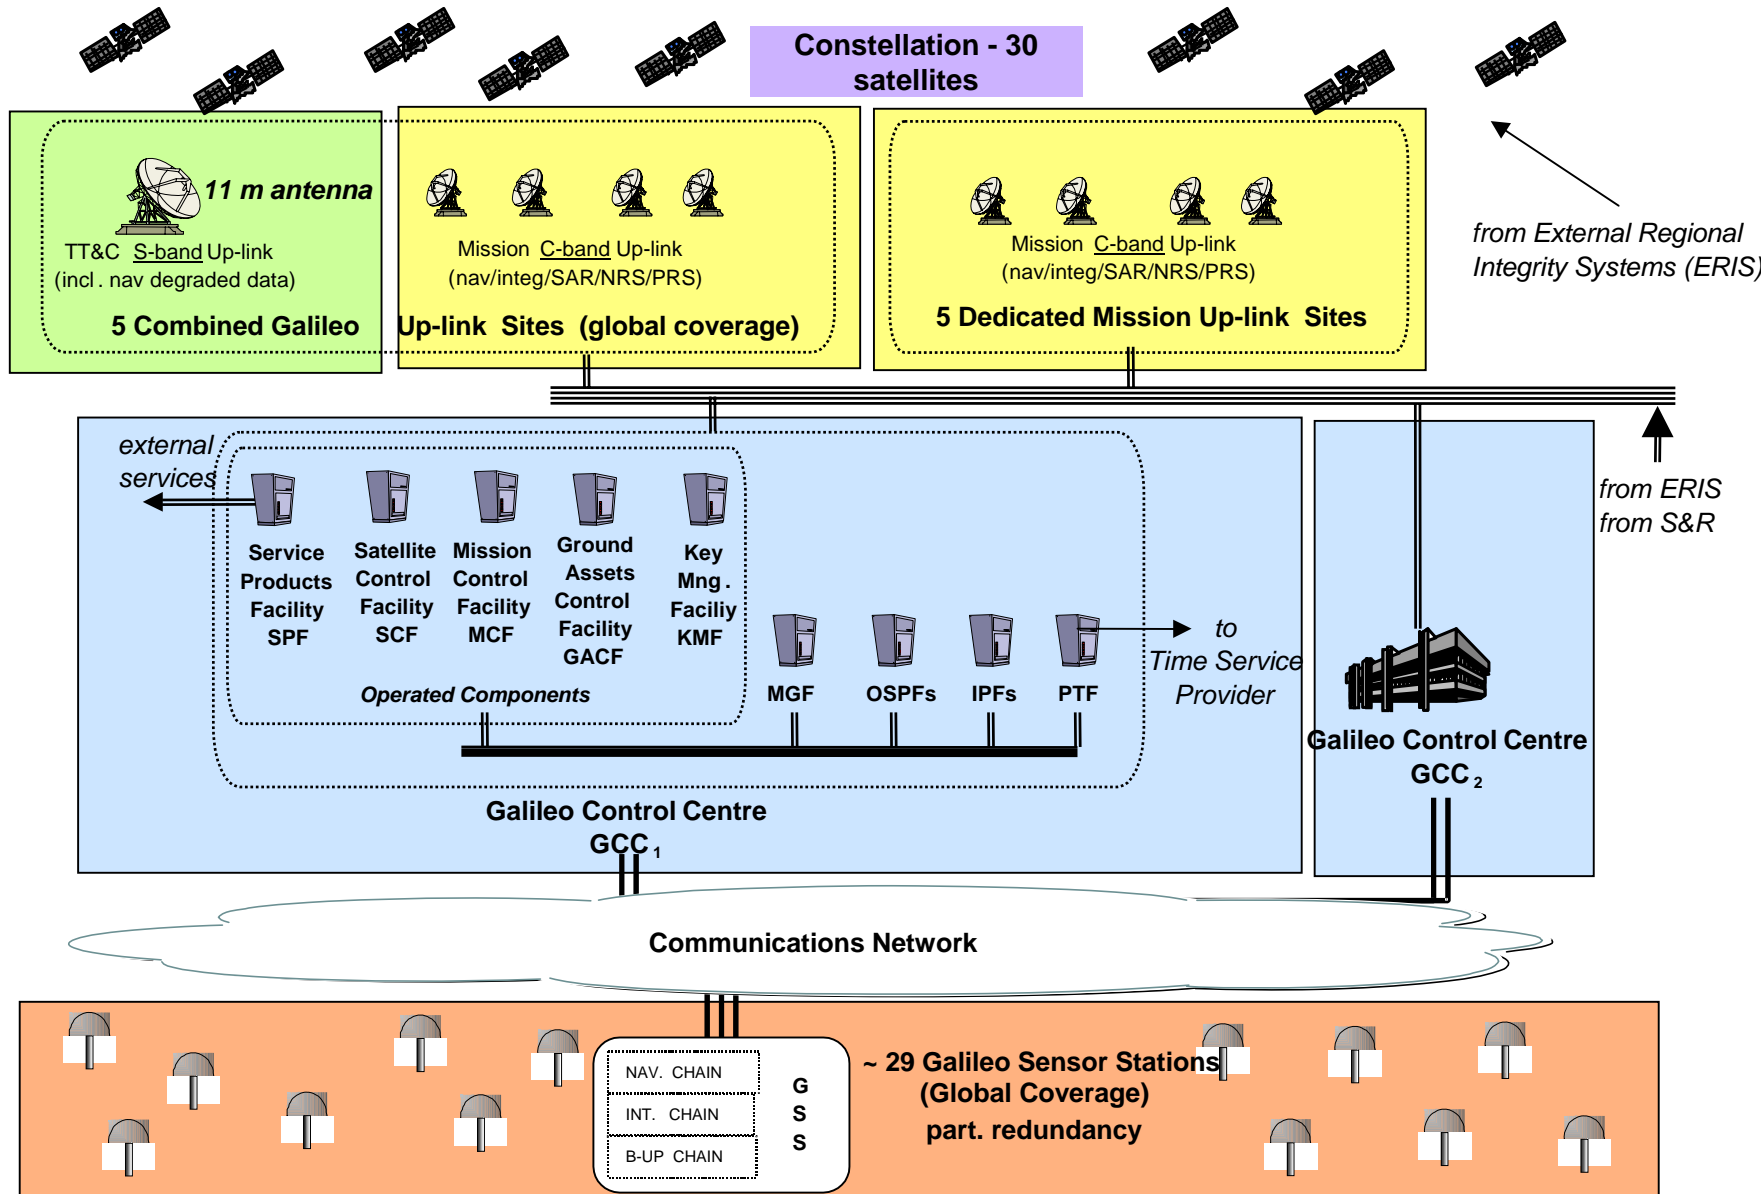 Constellation - 30
satellites
11 m antenna
TT&C S-band Up-link
(incl. nav degraded data)
Mission C-band Up-link
(nav/integ/SAR/NRS/PRS)
5 Combined Galileo Up-link Sites (global coverage)
Mission C-band Up-link
(nav/integ/SAR/NRS/PRS)
5 Dedicated Mission Up-link Sites
from External Regional
Integrity Systems (ERIS)
external
services
Service
Products
Facility
SPF
Satellite
Control
Facility
SCF
Mission
Control
Facility
MCF
Ground
Assets
Control
Facility
GACF
Key
Mng.
Faciliy
KMF
Operated Components
MGF
OSPFs
IPFs
PTF
to
Time Service
Provider
Galileo Control Centre
GCC 1
from ERIS
from S&R
Galileo Control Centre
GCC 2
Communications Network
NAV. CHAIN
INT. CHAIN
B-UP CHAIN
G
S
S
~ 29 Galileo Sensor Stations
(Global Coverage)
part. redundancy